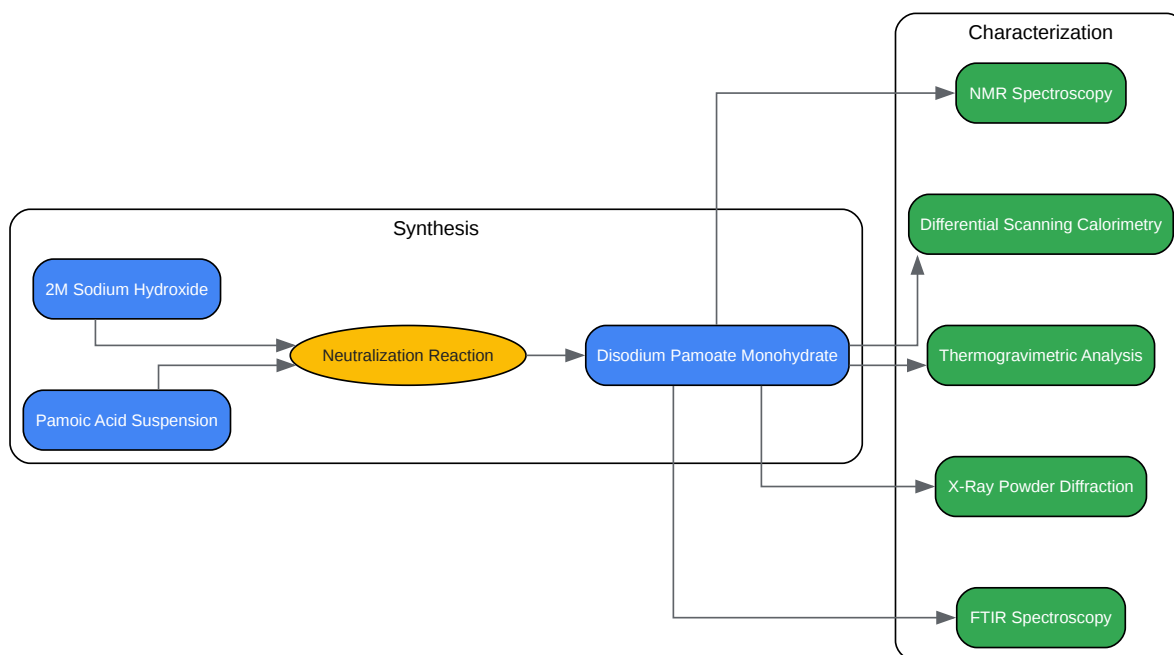 Synthesis
2M Sodium Hydroxide
Pamoic Acid Suspension
Neutralization Reaction
Disodium Pamoate Monohydrate
Characterization
NMR Spectroscopy
Differential Scanning Calorimetry
Thermogravimetric Analysis
X-Ray Powder Diffraction
FTIR Spectroscopy